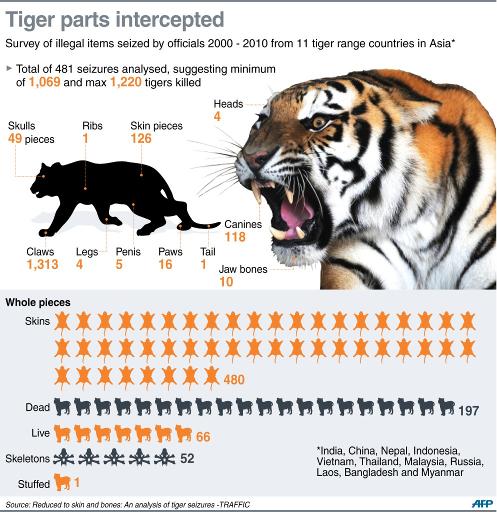 Tiger parts intercepted
Survey of illegal items seized by officials 2000 - 2010 from 11 tiger range countries in Asia*
Total of 481 seizures analysed, suggesting minimum
of 1,069 and max 1,220 tigers killed
Heads
4
Skulls
49 pieces
Ribs
1
Skin pieces
126
Canines
118
Claws
1,313
Legs
4
Penis
5
Paws
16
Tail
1
Jaw bones
10
Whole pieces
Skins
480
Dead
197
Live
66
Skeletons
52
Stuffed
1
*India, China, Nepal, Indonesia,
Vietnam, Thailand, Malaysia, Russia,
Laos, Bangladesh and Myanmar
Source: Reduced to skin and bones: An analysis of tiger seizures -TRAFFIC
AFP